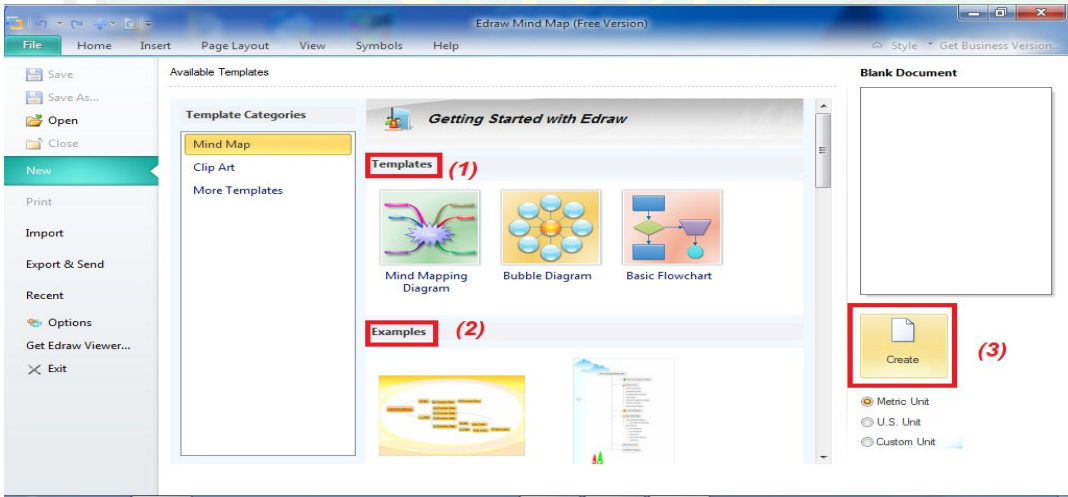 Edraw Mind Map (Free Version)
File Home Insert Page Layout View Symbols Help Style Get Business Version...
Save
Save As...
Open
Close
New
Print
Import
Export & Send
Recent
Options
Get Edraw Viewer...
Exit
Available Templates
Template Categories
Mind Map
Clip Art
More Templates
Getting Started with Edraw
Templates (1)
Mind Mapping
Diagram
Bubble Diagram
Basic Flowchart
Examples (2)
Blank Document
Create (3)
Metric Unit
U.S. Unit
Custom Unit